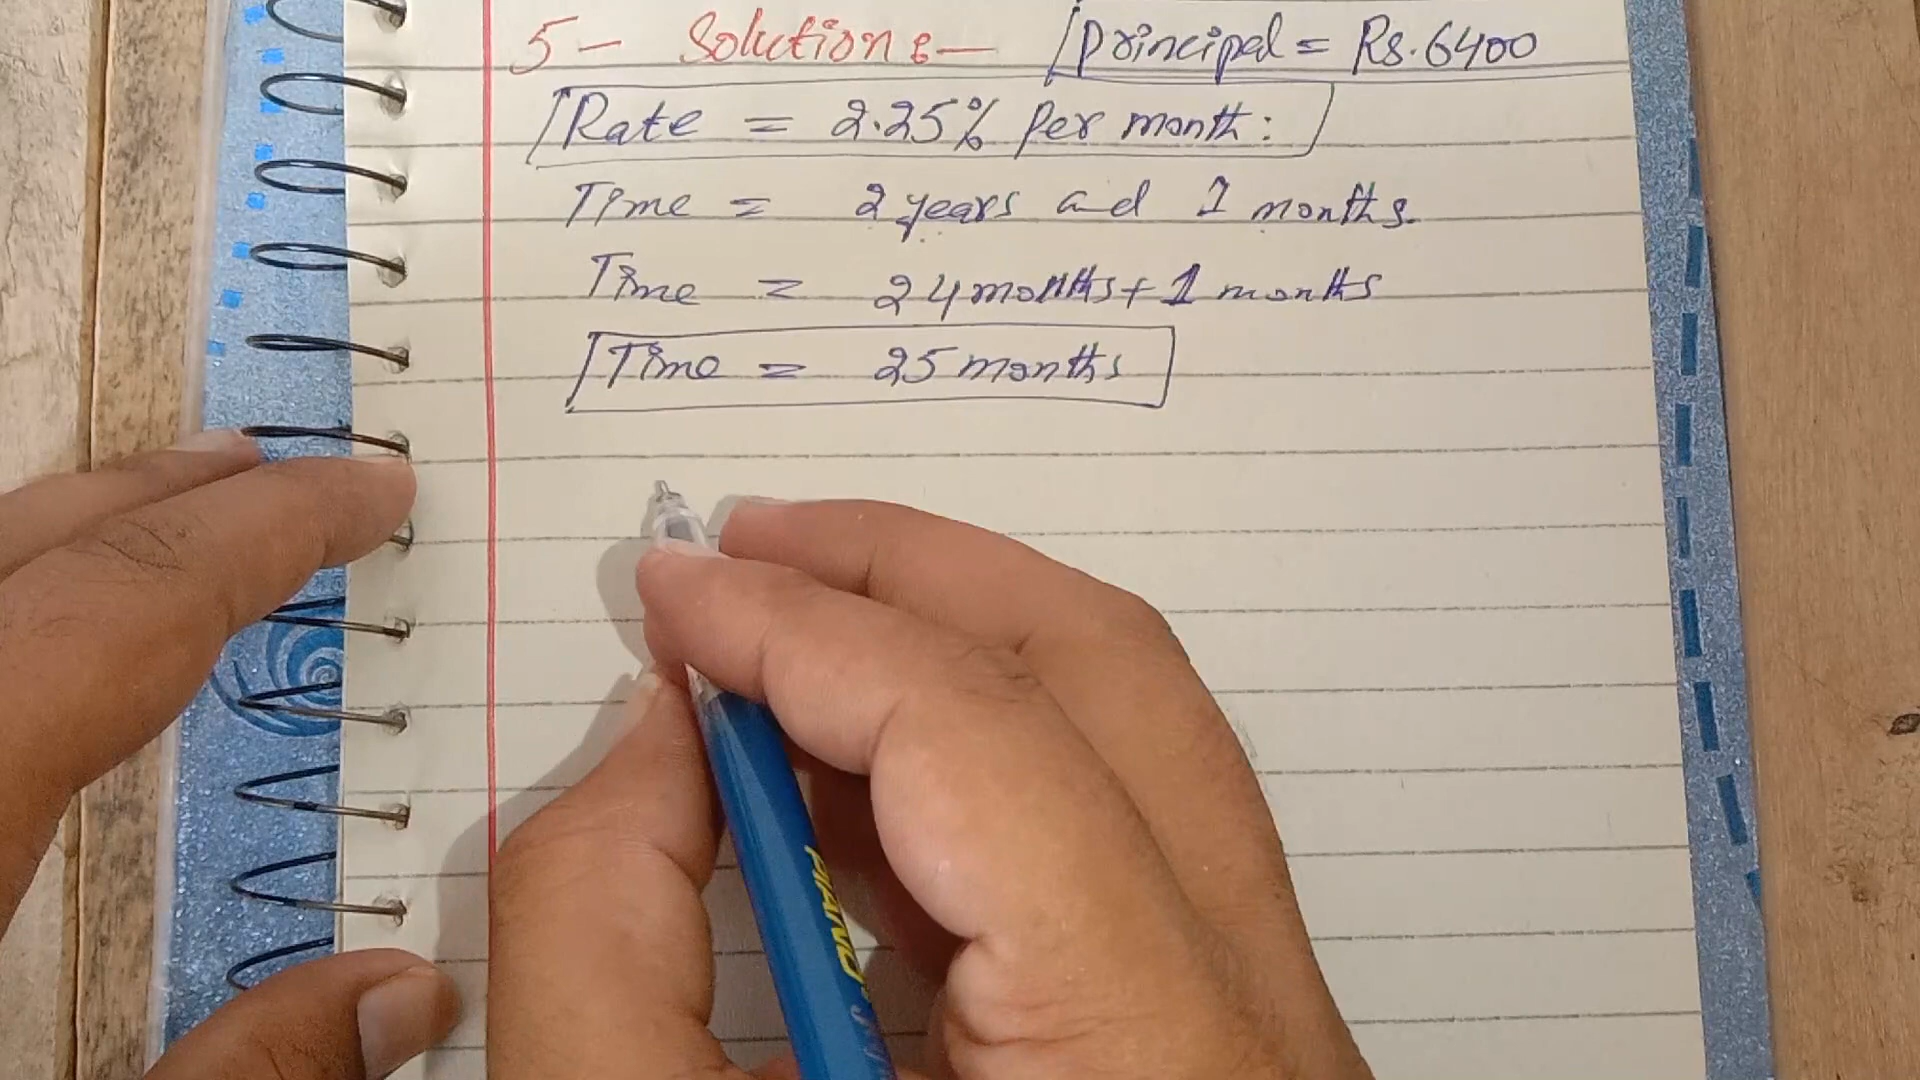 5- Solution:- Principal = Rs. 6400
Rate = 2.25% Per month:
Time = 2 years and 1 months.
Time = 24 months + 1 months
Time = 25 months
PIANO